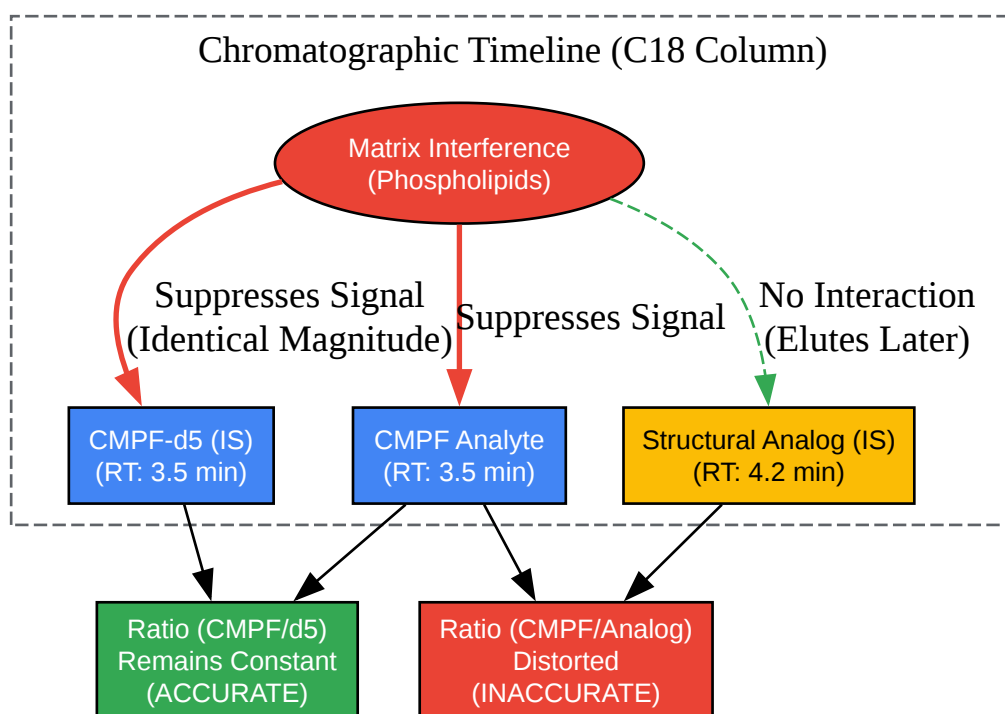 Chromatographic Timeline (C18 Column)
Matrix Interference
(Phospholipids)
Suppresses Signal
(Identical Magnitude)
Suppresses Signal
No Interaction
(Elutes Later)
CMPF-d5 (IS)
(RT: 3.5 min)
CMPF Analyte
(RT: 3.5 min)
Structural Analog (IS)
(RT: 4.2 min)
Ratio (CMPF/d5)
Remains Constant
(ACCURATE)
Ratio (CMPF/Analog)
Distorted
(INACCURATE)